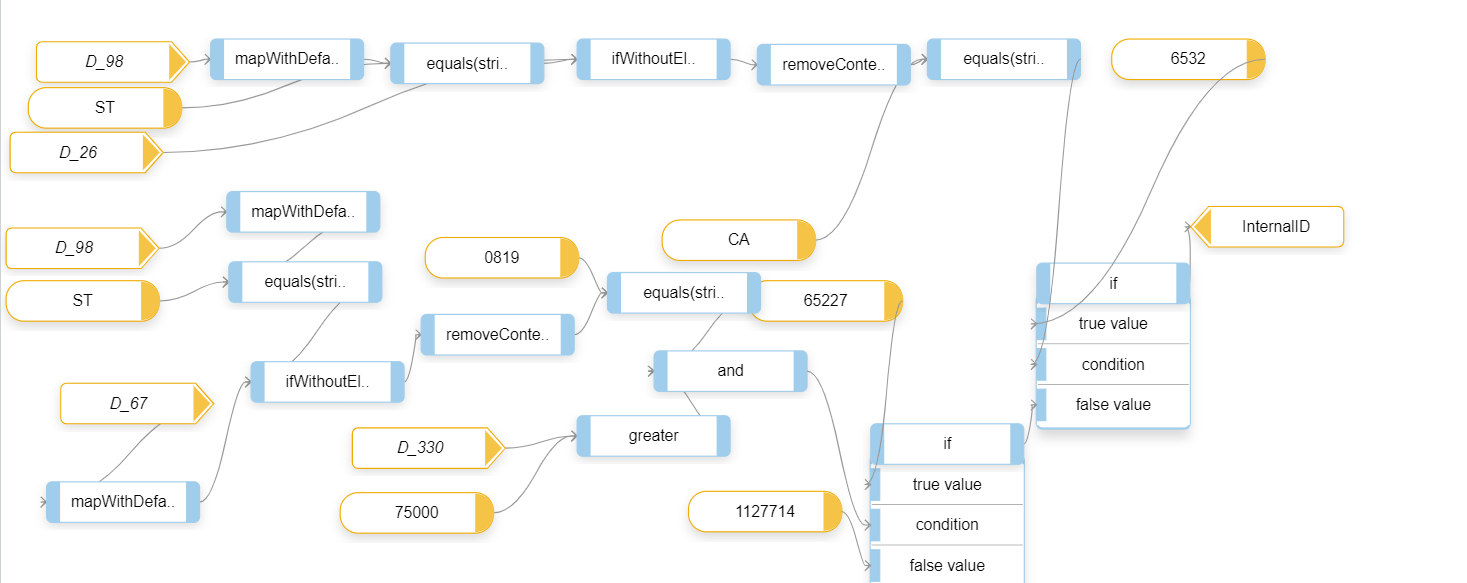 D_98
mapWithDefa..
equals(stri..
ifWithoutEl..
removeConte..
equals(stri..
6532
ST
D_26
mapWithDefa..
D_98
ST
equals(stri..
0819
CA
InternalID
equals(stri..
65227
if
true value
condition
false value
removeConte..
ifWithoutEl..
and
D_67
D_330
greater
mapWithDefa..
75000
1127714
if
true value
condition
false value